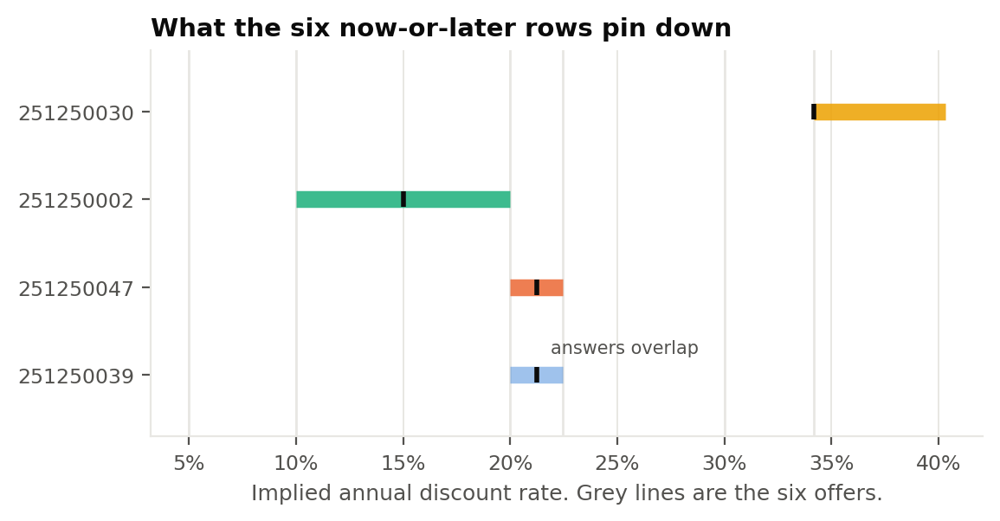 What the six now-or-later rows pin down
251250030
251250002
251250047
answers overlap
251250039
5% 10% 15% 20% 25% 30% 35% 40%
Implied annual discount rate. Grey lines are the six offers.